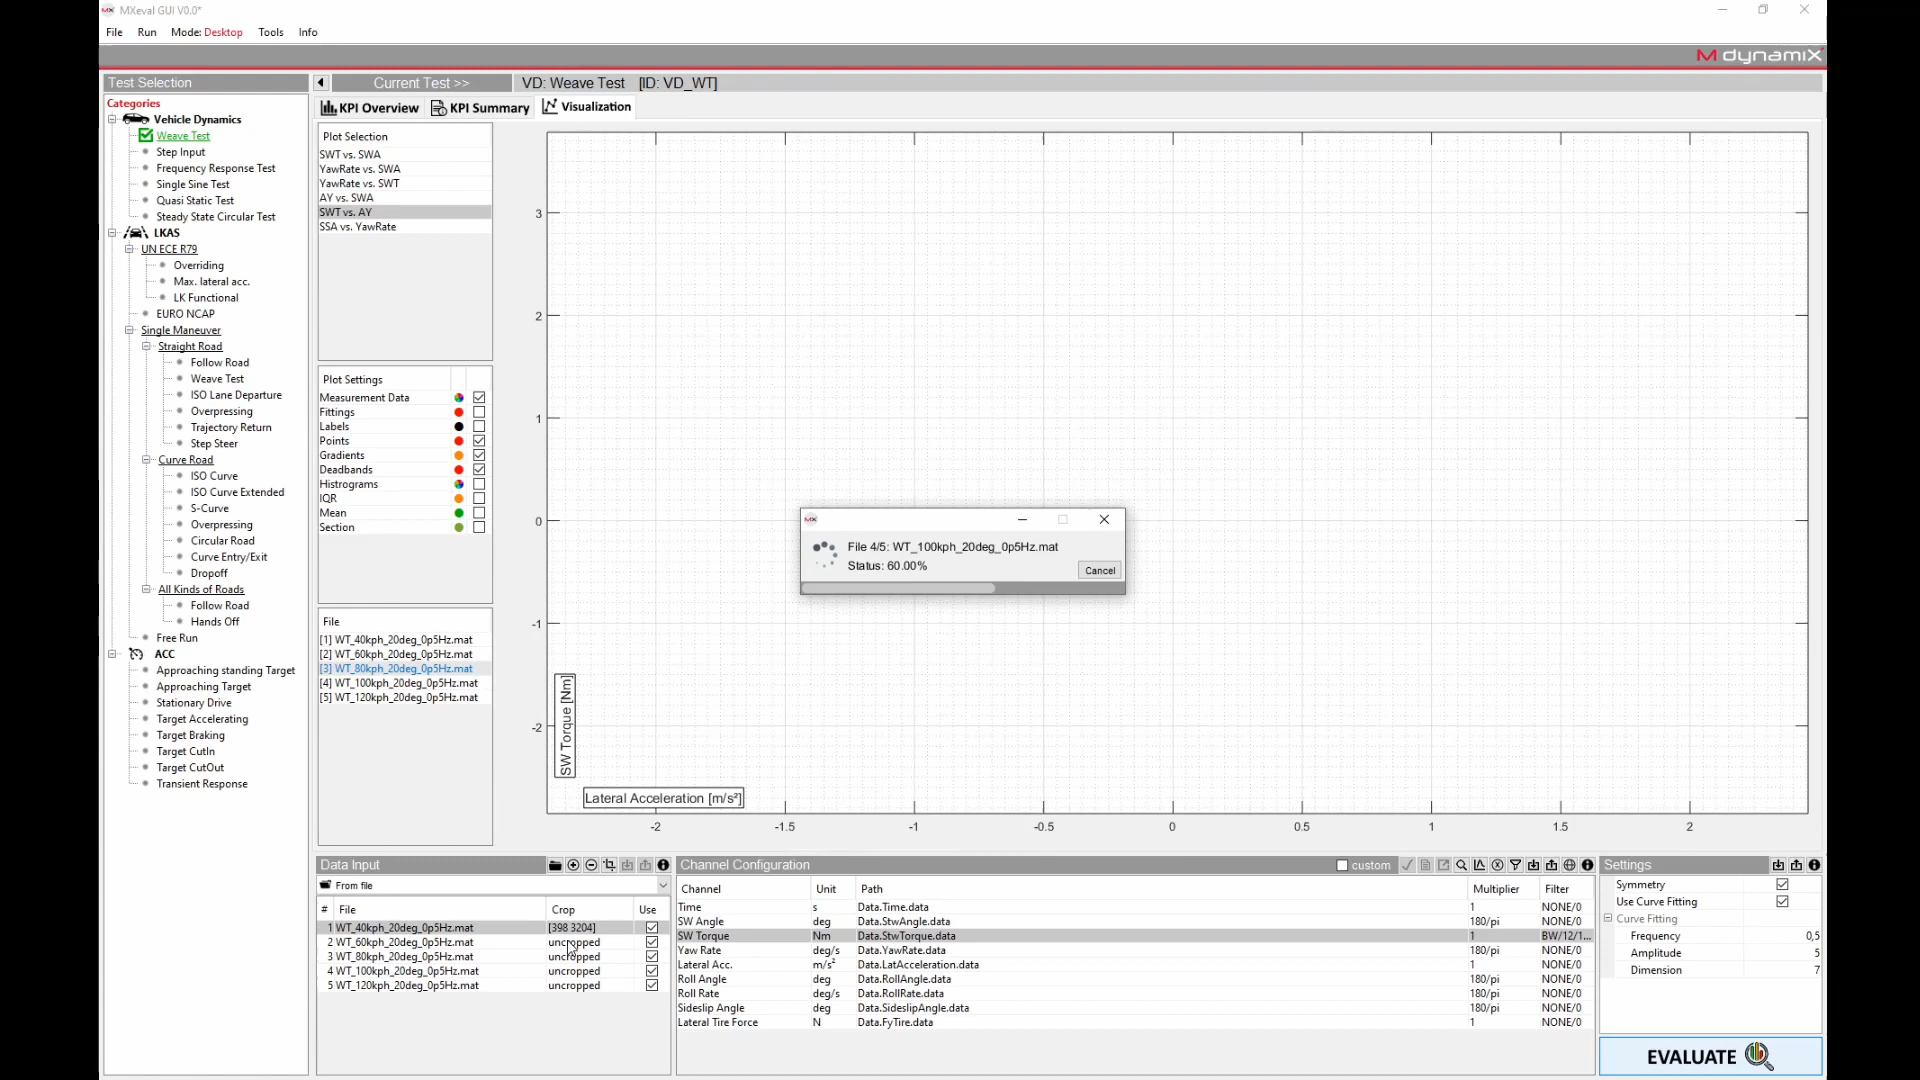 MXeval GUI V0.0*
File Run Mode: Desktop Tools Info
M dynamiX
Test Selection
Categories
Vehicle Dynamics
Weave Test
Step Input
Frequency Response Test
Single Sine Test
Quasi Static Test
Steady State Circular Test
LKAS
UN ECE R79
Overriding
Max. lateral acc.
LK Functional
EURO NCAP
Single Maneuver
Straight Road
Follow Road
Weave Test
ISO Lane Departure
Overpressing
Trajectory Return
Step Steer
Curve Road
ISO Curve
ISO Curve Extended
S-Curve
Overpressing
Circular Road
Curve Entry/Exit
Dropoff
All Kinds of Roads
Follow Road
Hands Off
Free Run
ACC
Approaching standing Target
Approaching Target
Stationary Drive
Target Accelerating
Target Braking
Target CutIn
Target CutOut
Transient Response
Current Test >> VD: Weave Test [ID: VD_WT]
KPI Overview KPI Summary Visualization
Plot Selection
SWT vs. SWA
YawRate vs. SWA
YawRate vs. SWT
AY vs. SWA
SWT vs. AY
SSA vs. YawRate
Plot Settings
Measurement Data
Fittings
Labels
Points
Gradients
Deadbands
Histrograms
IQR
Mean
Section
File
[1] WT_40kph_20deg_0p5Hz.mat
[2] WT_60kph_20deg_0p5Hz.mat
[3] WT_80kph_20deg_0p5Hz.mat
[4] WT_100kph_20deg_0p5Hz.mat
[5] WT_120kph_20deg_0p5Hz.mat
3
2
1
0
-1
-2
SW Torque [Nm]
Lateral Acceleration [m/s²]
-2 -1.5 -1 -0.5 0 0.5 1 1.5 2
MX
File 4/5: WT_100kph_20deg_0p5Hz.mat
Status: 60.00%
Cancel
Data Input
From file
# File Crop Use
1 WT_40kph_20deg_0p5Hz.mat [398 3204]
2 WT_60kph_20deg_0p5Hz.mat uncropped
3 WT_80kph_20deg_0p5Hz.mat uncropped
4 WT_100kph_20deg_0p5Hz.mat uncropped
5 WT_120kph_20deg_0p5Hz.mat uncropped
Channel Configuration custom
Channel Unit Path Multiplier Filter
Time s Data.Time.data 1 NONE/0
SW Angle deg Data.StwAngle.data 180/pi NONE/0
SW Torque Nm Data.StwTorque.data 1 BW/12/1...
Yaw Rate deg/s Data.YawRate.data 180/pi NONE/0
Lateral Acc. m/s² Data.LatAcceleration.data 1 NONE/0
Roll Angle deg Data.RollAngle.data 180/pi NONE/0
Roll Rate deg/s Data.RollRate.data 180/pi NONE/0
Sideslip Angle deg Data.SideslipAngle.data 180/pi NONE/0
Lateral Tire Force N Data.FyTire.data 1 NONE/0
Settings
Symmetry
Use Curve Fitting
Curve Fitting
Frequency 0,5
Amplitude 5
Dimension 7
EVALUATE